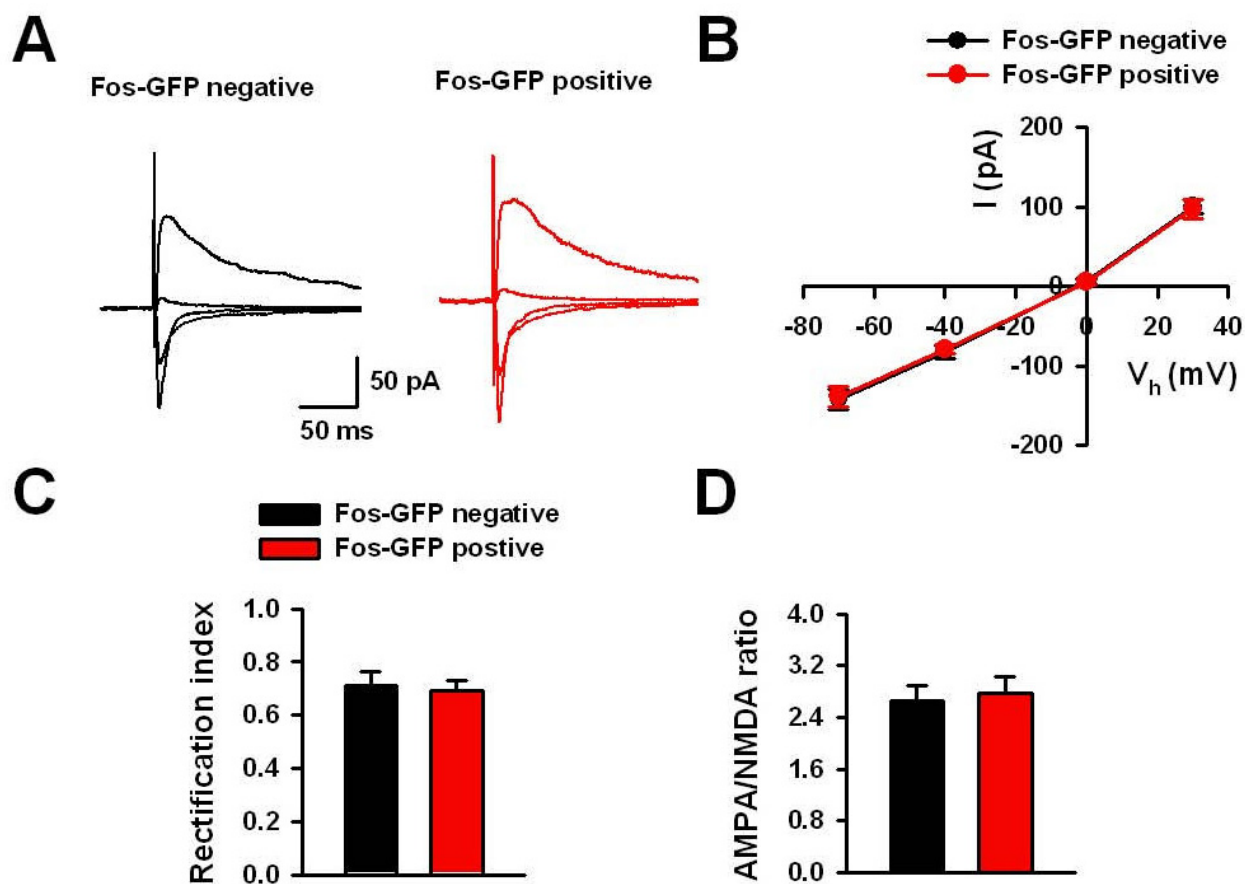 A
Fos-GFP negative
Fos-GFP positive
50 pA
50 ms
B
Fos-GFP negative
Fos-GFP positive
I (pA)
200
100
0
-100
-200
-80 -60 -40 -20 0 20 40
Vₕ (mV)
C
Fos-GFP negative
Fos-GFP postive
Rectification index
1.0
0.8
0.6
0.4
0.2
0.0
D
AMPA/NMDA ratio
4.0
3.2
2.4
1.6
0.8
0.0